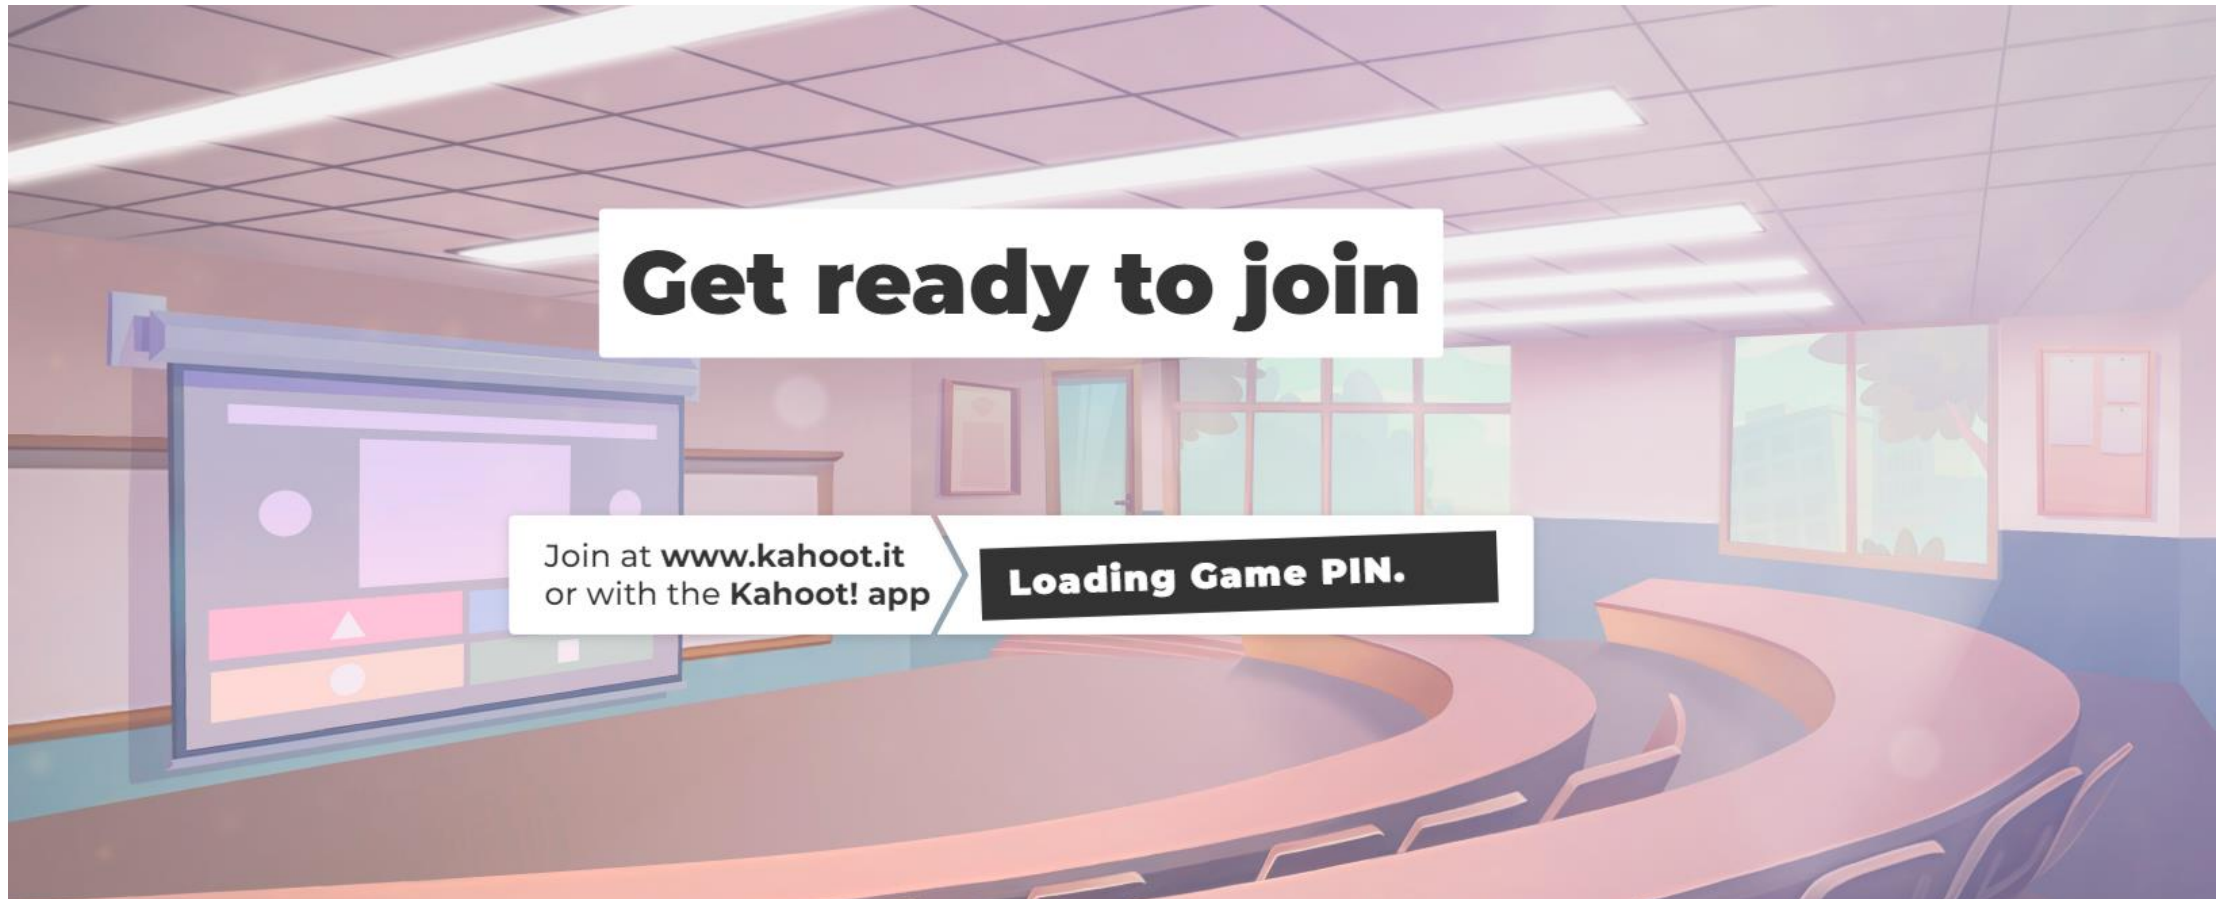 Get ready to join
Join at www.kahoot.it
or with the Kahoot! app
Loading Game PIN.